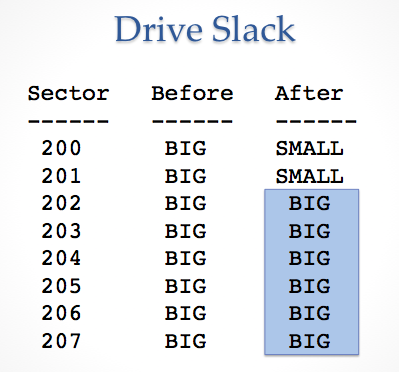 Drive Slack
Sector Before After
------ ------ ------
200 BIG SMALL
201 BIG SMALL
202 BIG BIG
203 BIG BIG
204 BIG BIG
205 BIG BIG
206 BIG BIG
207 BIG BIG